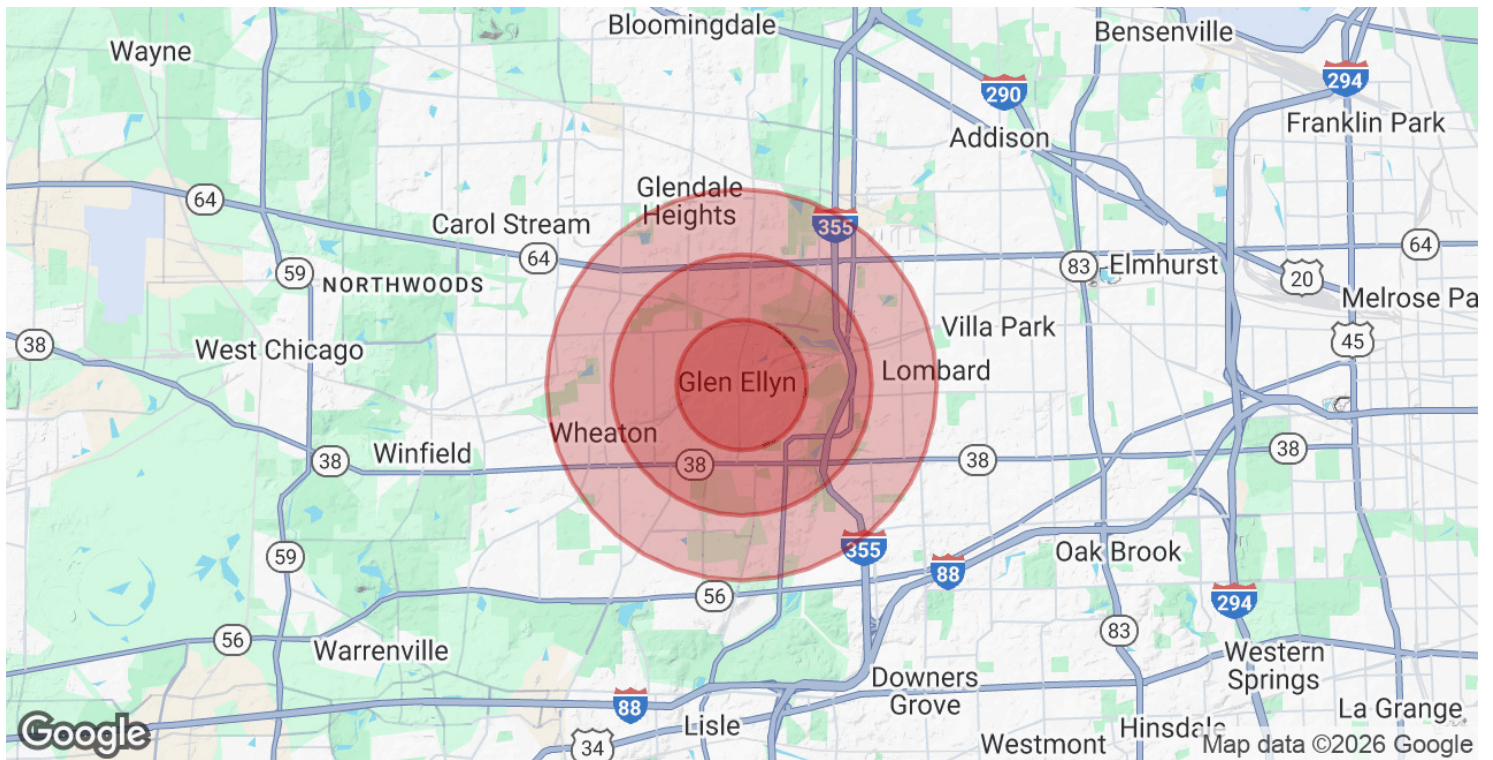 Bloomingdale
Bensenville
Wayne
294
290
Franklin Park
Addison
Glendale
Heights
64
Carol Stream
355
64
64
83
Elmhurst
59
20
NORTHWOODS
Melrose Pa
Villa Park
38
45
West Chicago
Lombard
Glen Ellyn
Wheaton
Winfield
38
38
38
38
355
Oak Brook
59
88
56
294
83
56
Warrenville
Western
Springs
Downers
Grove
88
La Grange
Lisle
Hinsdale
Google
34
Westmont
Map data ©2026 Google